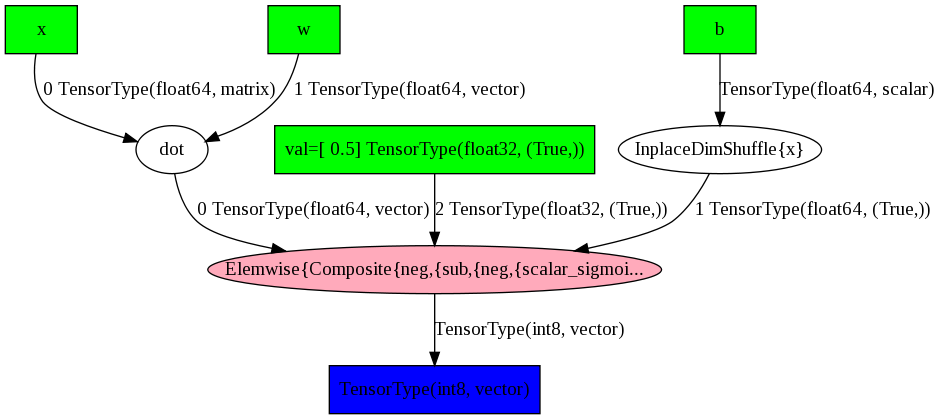 x
w
b
0 TensorType(float64, matrix)
1 TensorType(float64, vector)
TensorType(float64, scalar)
dot
val=[ 0.5] TensorType(float32, (True,))
InplaceDimShuffle{x}
0 TensorType(float64, vector)
2 TensorType(float32, (True,))
1 TensorType(float64, (True,))
Elemwise{Composite{neg,{sub,{neg,{scalar_sigmoi...
TensorType(int8, vector)
TensorType(int8, vector)